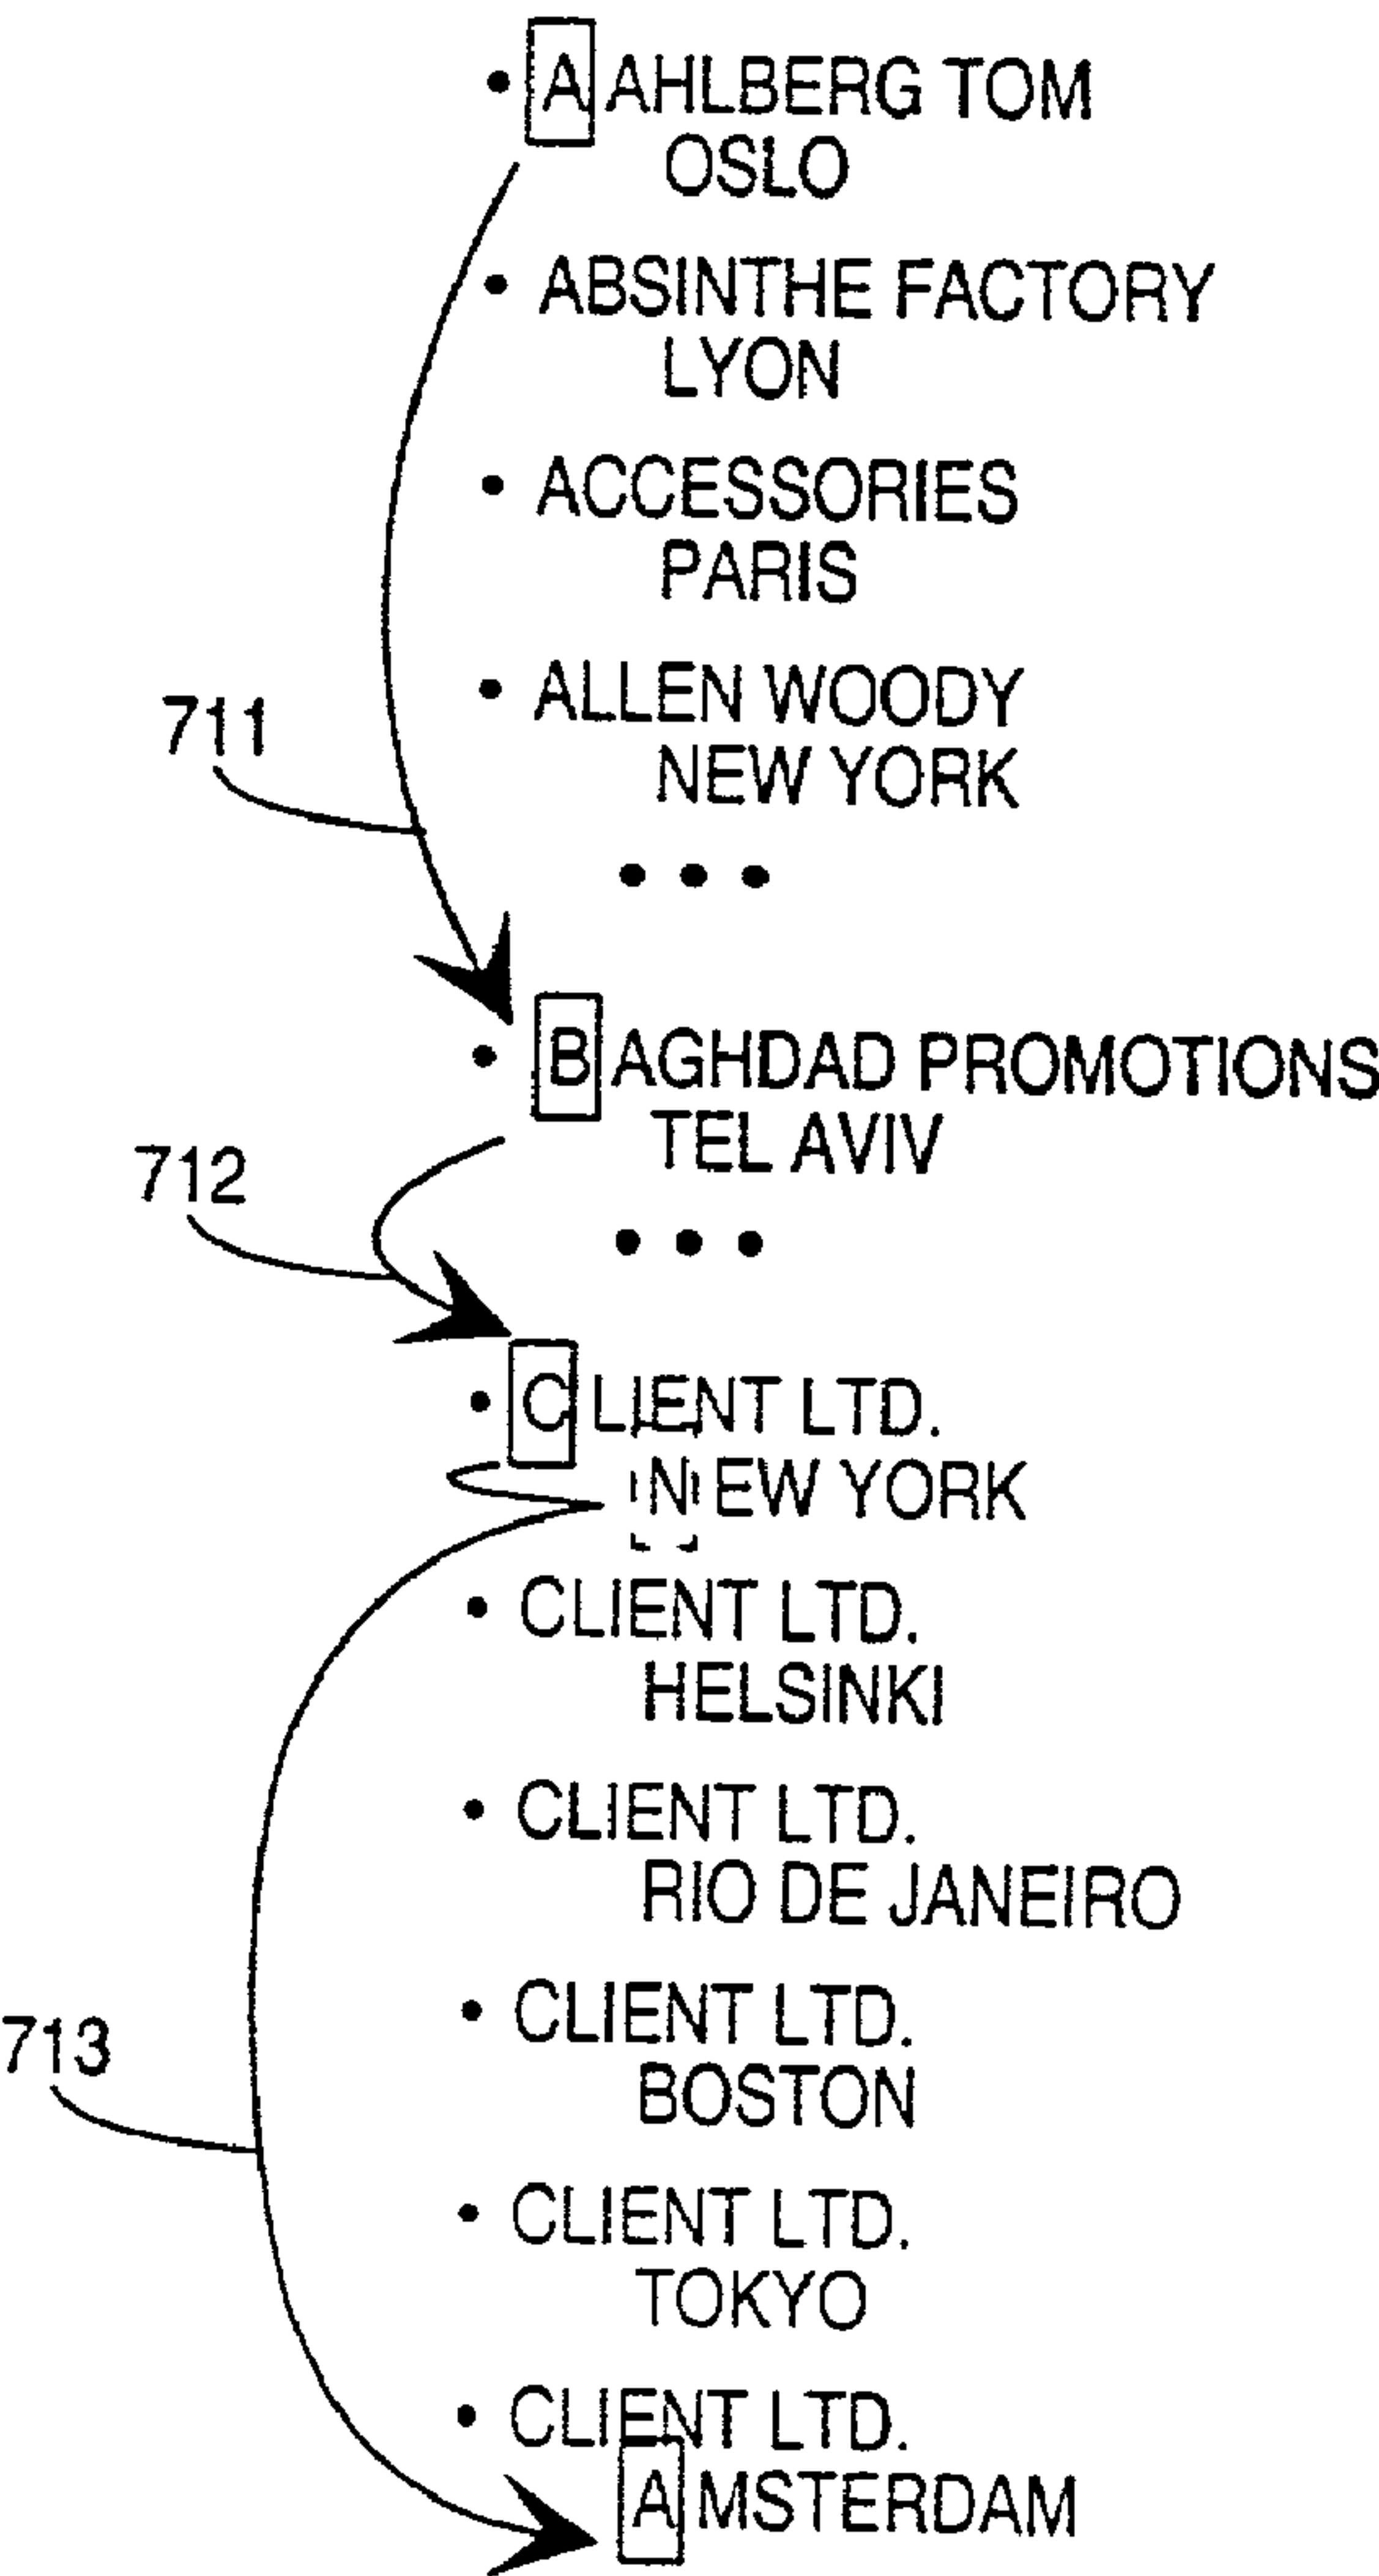 • A AHLBERG TOM
OSLO
• ABSINTHE FACTORY
LYON
• ACCESSORIES
PARIS
• ALLEN WOODY
NEW YORK
711
• • •
• BAGHDAD PROMOTIONS
TEL AVIV
712
• • •
• CLIENT LTD.
NEW YORK
• CLIENT LTD.
HELSINKI
• CLIENT LTD.
RIO DE JANEIRO
• CLIENT LTD.
BOSTON
713
• CLIENT LTD.
TOKYO
• CLIENT LTD.
AMSTERDAM